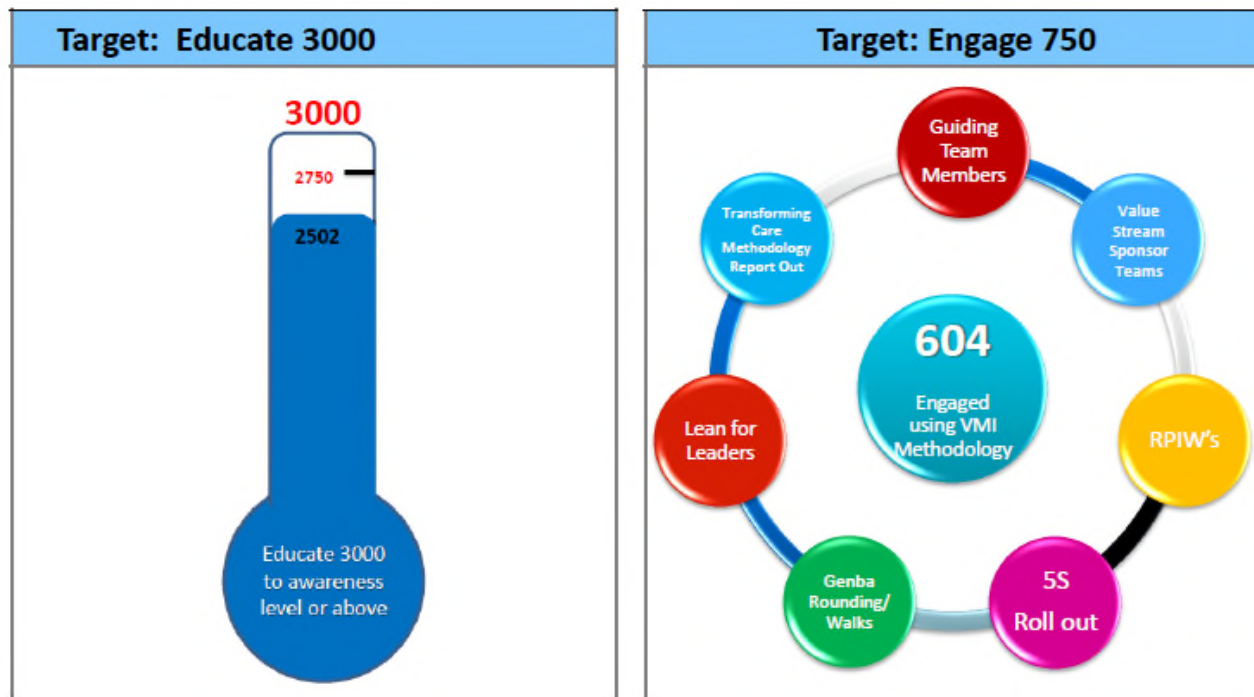 Target: Educate 3000
3000
2750
2502
Educate 3000
to awareness
level or above
Target: Engage 750
Guiding
Team
Members
Value
Stream
Sponsor
Teams
RPIW's
5S
Roll out
Genba
Rounding/
Walks
Lean for
Leaders
Transforming
Care
Methodology
Report Out
604
Engaged
using VMI
Methodology